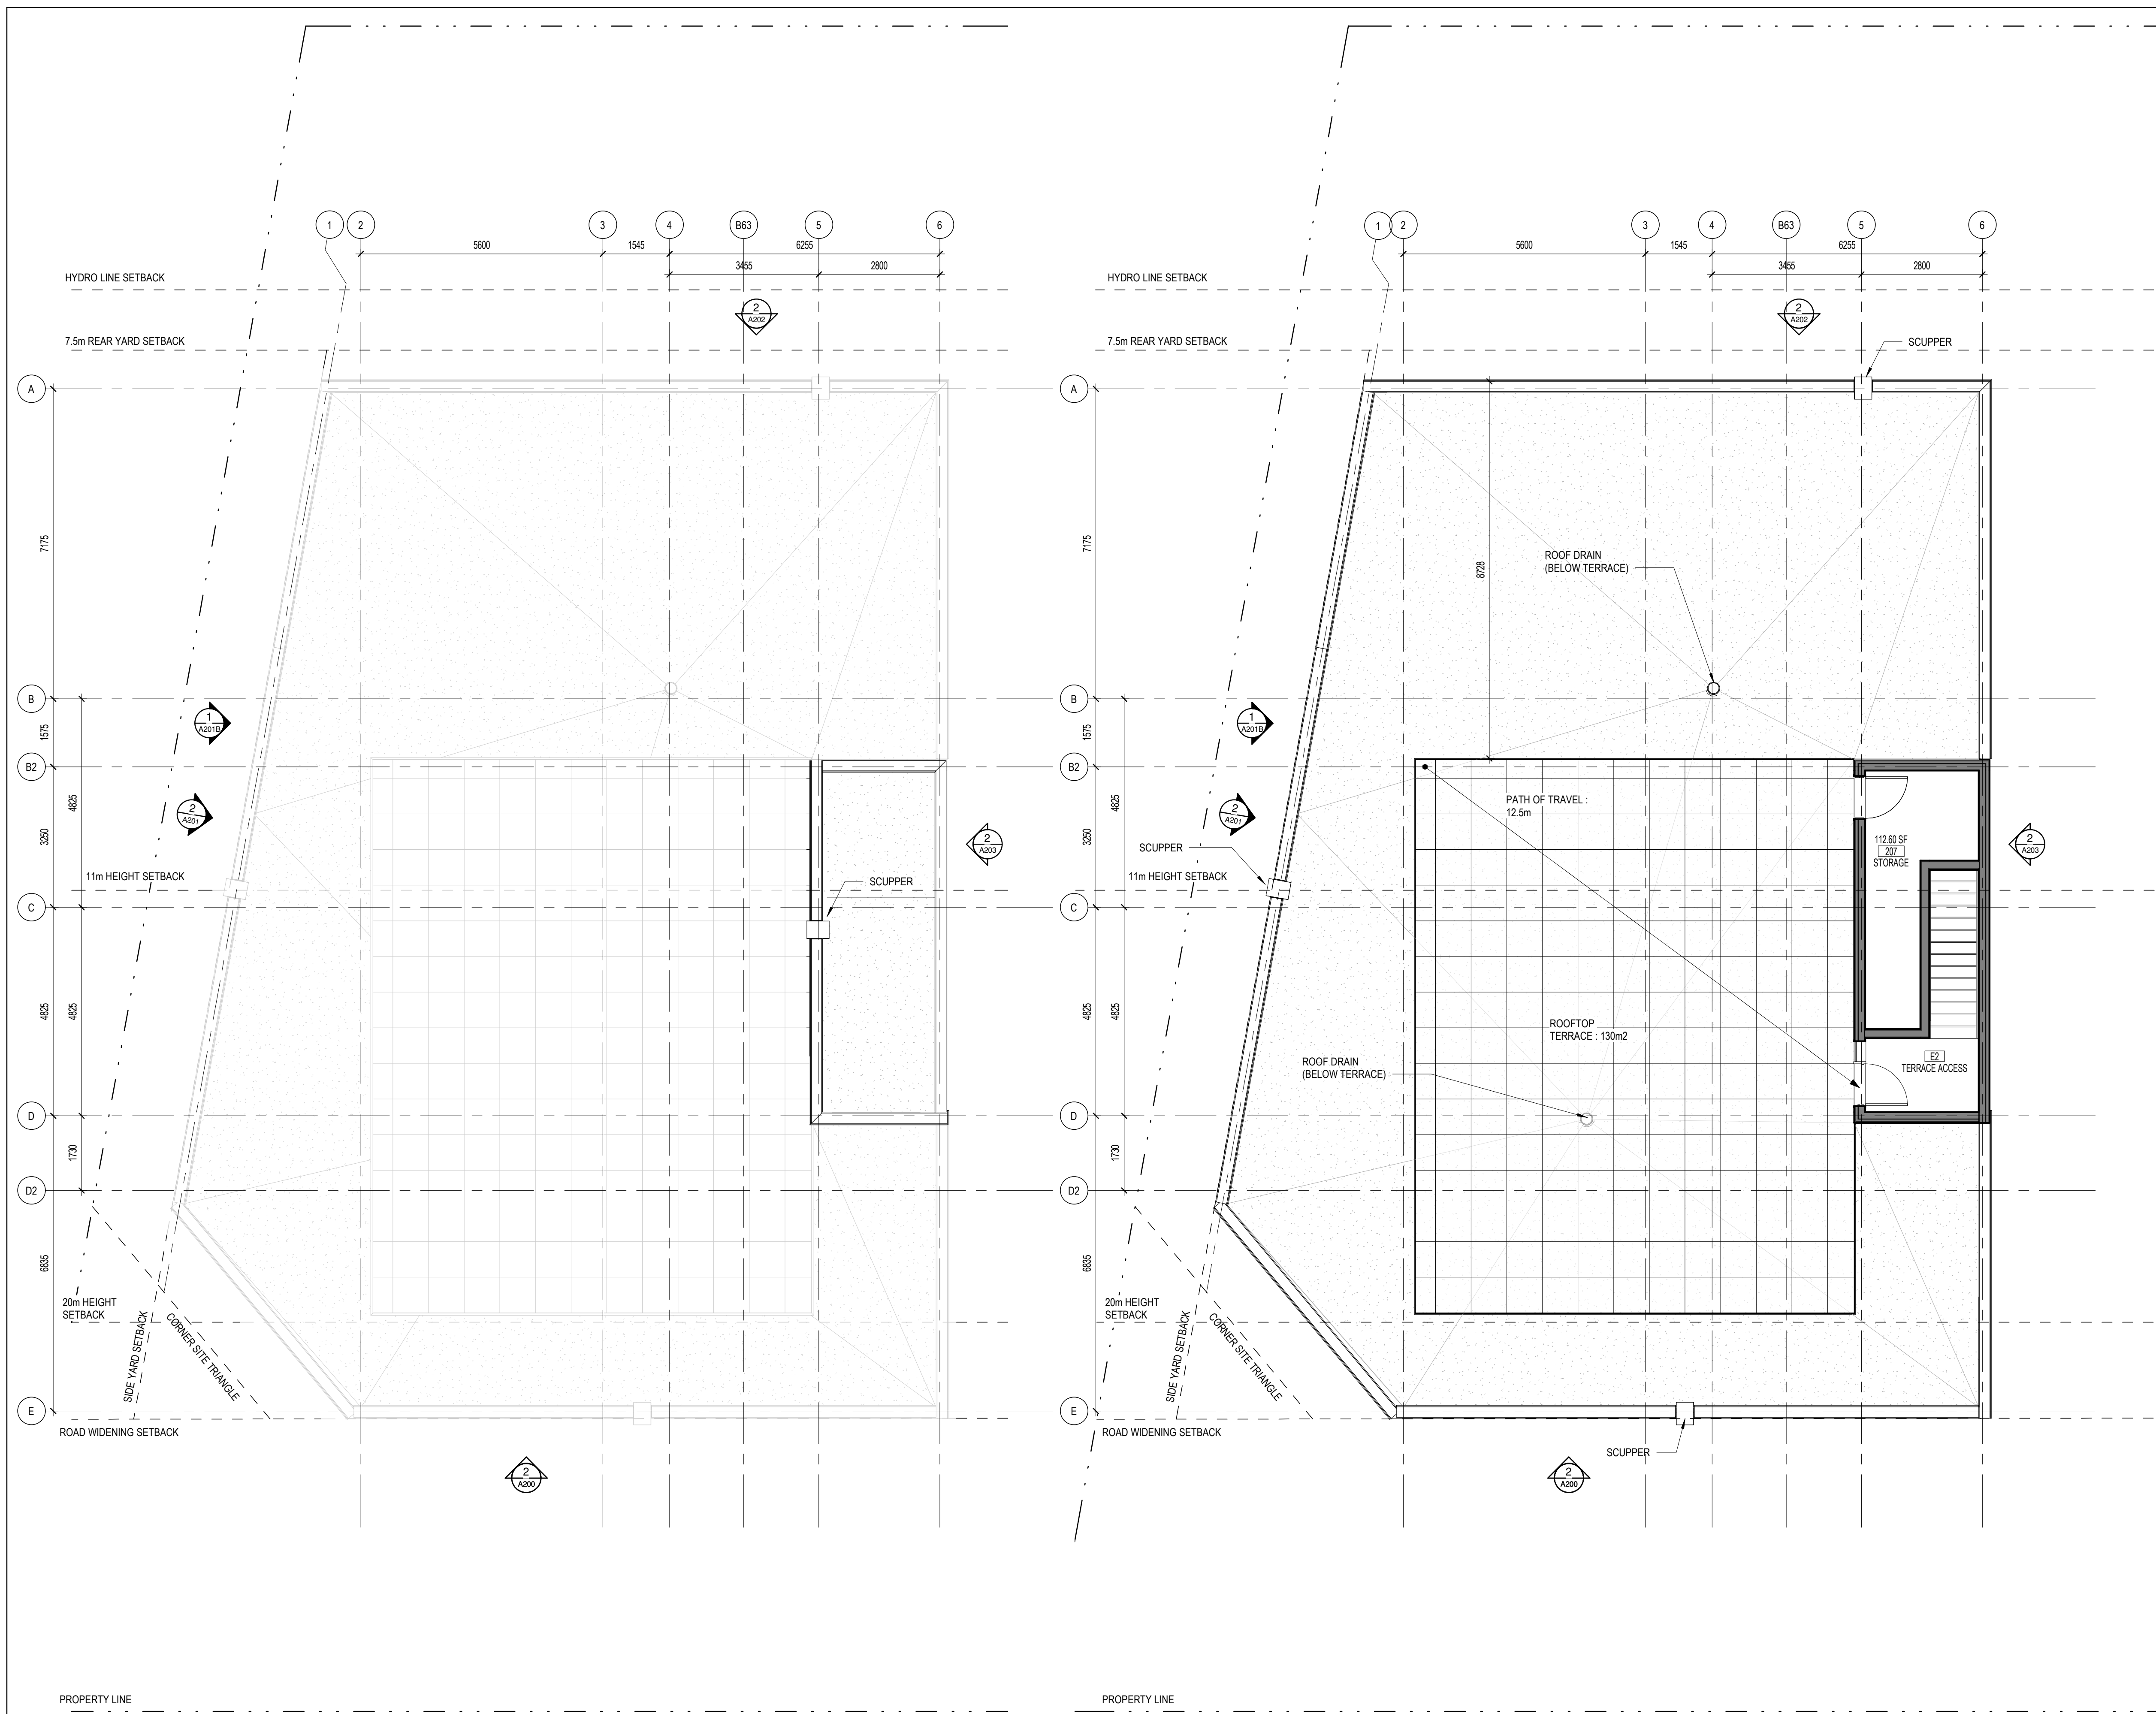 1
2
3
4
B63
5
6
5600
1545
6255
3455
2800
HYDRO LINE SETBACK
2
A202
7.5m REAR YARD SETBACK
A
7175
B
1
A201B
1575
B2
4825
2
A201
3250
2
A203
11m HEIGHT SETBACK
SCUPPER
C
4825
4825
D
1730
D2
6835
20m HEIGHT
SETBACK
SIDE YARD SETBACK
CORNER SITE TRIANGLE
E
ROAD WIDENING SETBACK
2
A200
PROPERTY LINE
1
2
3
4
B63
5
6
5600
1545
6255
3455
2800
HYDRO LINE SETBACK
2
A202
7.5m REAR YARD SETBACK
SCUPPER
A
7175
8728
ROOF DRAIN
(BELOW TERRACE)
B
1
A201B
1575
B2
4825
PATH OF TRAVEL :
12.5m
2
A201
3250
112.60 SF
207
STORAGE
2
A203
SCUPPER
11m HEIGHT SETBACK
C
4825
4825
ROOFTOP
TERRACE : 130m2
ROOF DRAIN
(BELOW TERRACE)
E2
TERRACE ACCESS
D
1730
D2
6835
20m HEIGHT
SETBACK
SIDE YARD SETBACK
CORNER SITE TRIANGLE
E
ROAD WIDENING SETBACK
SCUPPER
2
A200
PROPERTY LINE